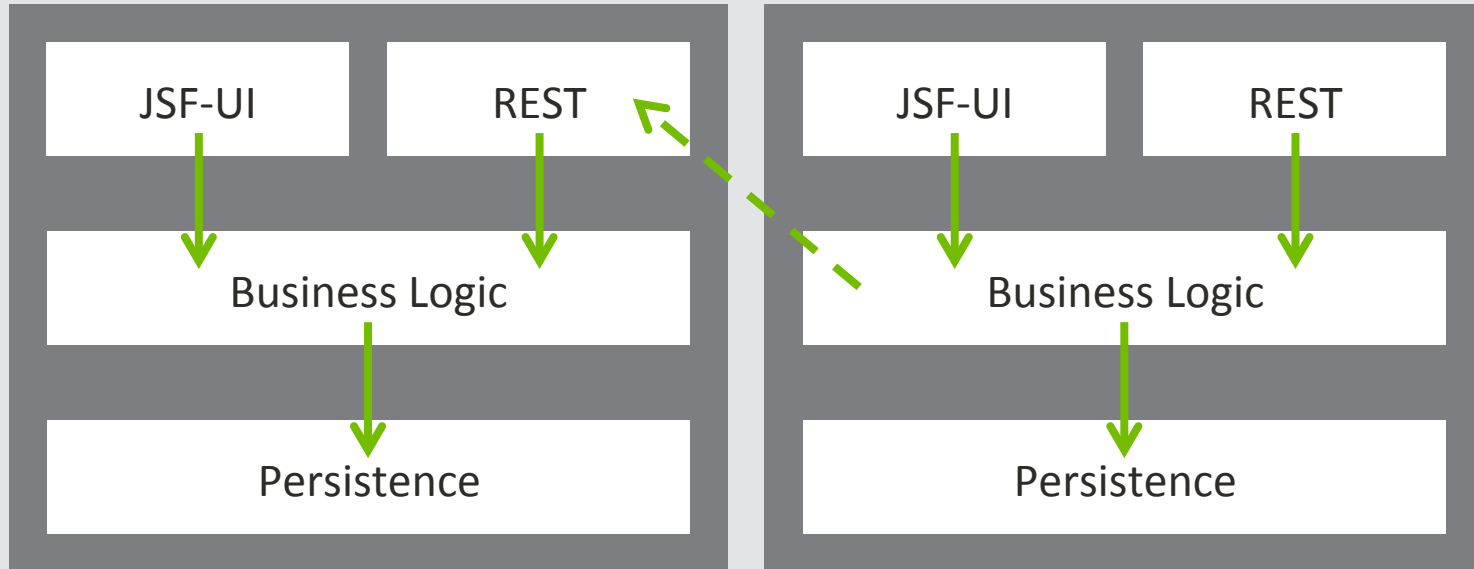 JSF-UI
REST
Business Logic
Persistence
JSF-UI
REST
Business Logic
Persistence